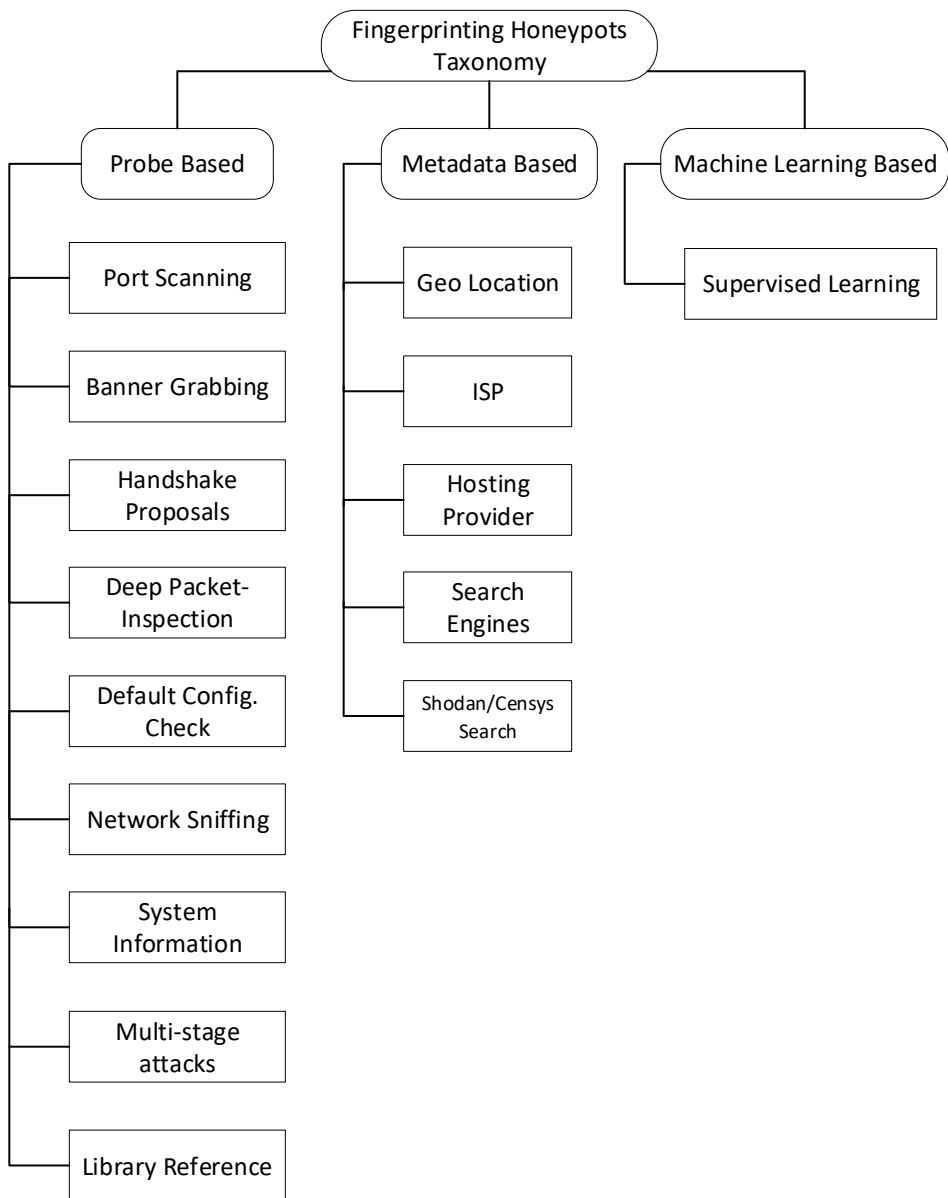 Fingerprinting Honeypots
Taxonomy
Probe Based
Metadata Based
Machine Learning Based
Port Scanning
Banner Grabbing
Handshake
Proposals
Deep Packet-
Inspection
Default Config.
Check
Network Sniffing
System
Information
Multi-stage
attacks
Library Reference
Geo Location
ISP
Hosting
Provider
Search
Engines
Shodan/Censys
Search
Supervised Learning